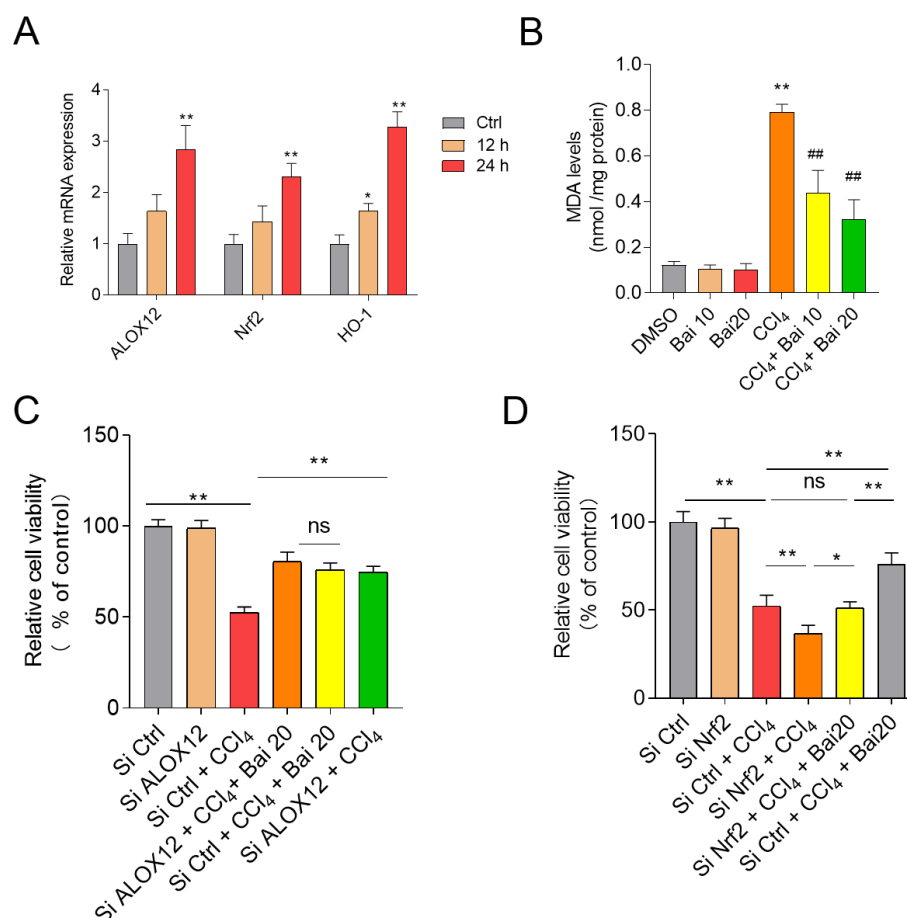 A
Relative mRNA expression
4
3
2
1
0
**
**
*
**
ALOX12
Nrf2
HO-1
Ctrl
12 h
24 h
B
MDA levels
(nmol /mg protein)
1.0
0.8
0.6
0.4
0.2
0.0
**
##
##
DMSO
Bai 10
Bai20
CCl₄
CCl₄+ Bai 10
CCl₄+ Bai 20
C
Relative cell viability
( % of control)
150
100
50
0
**
**
ns
Si Ctrl
Si ALOX12
Si Ctrl + CCl₄
Si ALOX12 + CCl₄+ Bai 20
Si Ctrl + CCl₄ + Bai 20
Si ALOX12 + CCl₄
D
Relative cell viability
(% of control)
150
100
50
0
**
**
ns
**
**
*
Si Ctrl
Si Nrf2
Si Ctrl + CCl₄
Si Nrf2 + CCl₄
Si Nrf2 + CCl₄ + Bai20
Si Ctrl + CCl₄ + Bai20